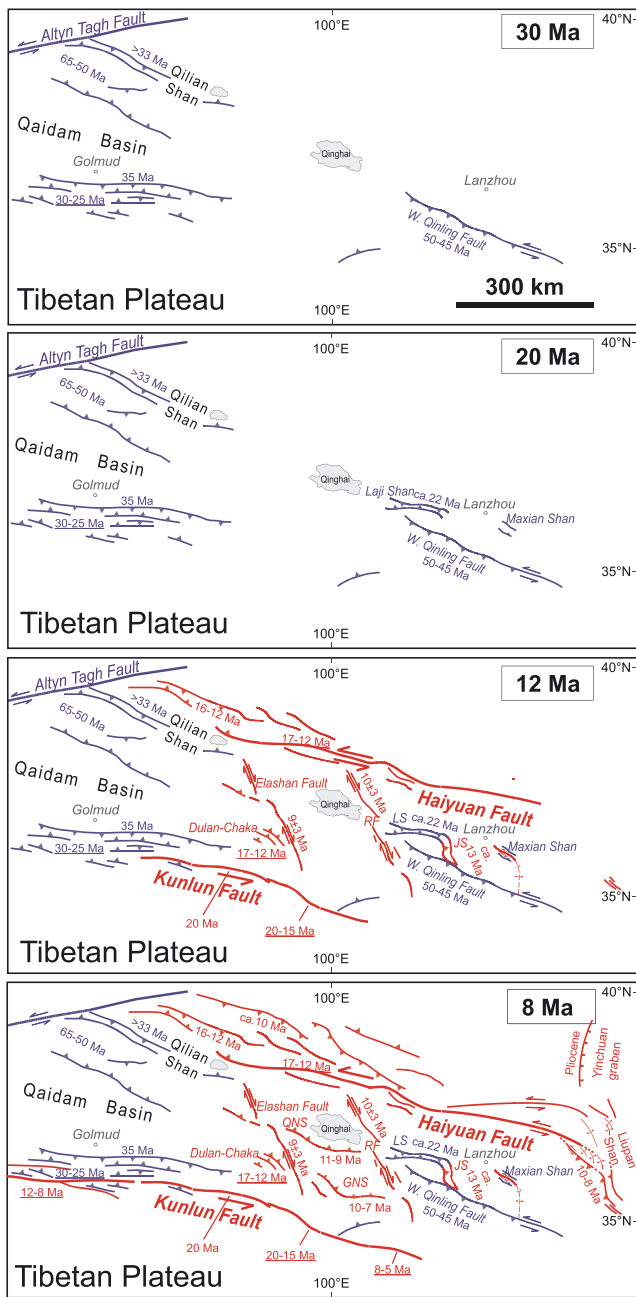 Altyn Tagh Fault
100°E
40°N
30 Ma
>33 Ma
Qilian
Shan
65-50 Ma
Qaidam Basin
Golmud
35 Ma
30-25 Ma
Qinghai
Lanzhou
W. Qinling Fault
50-45 Ma
35°N
300 km
Tibetan Plateau
100°E
Altyn Tagh Fault
100°E
40°N
20 Ma
>33 Ma
Qilian
Shan
65-50 Ma
Qaidam Basin
Golmud
35 Ma
30-25 Ma
Qinghai
Laji Shan
ca.22 Ma
Lanzhou
Maxian Shan
W. Qinling Fault
50-45 Ma
35°N
Tibetan Plateau
100°E
Altyn Tagh Fault
100°E
40°N
12 Ma
>33 Ma
Qilian
Shan
65-50 Ma
16-12 Ma
17-12 Ma
Qaidam Basin
Elashan Fault
10±3 Ma
Haiyuan Fault
Golmud
Qinghai
RF
LS
ca.22 Ma
Lanzhou
Dulan-Chaka
9±3 Ma
35 Ma
30-25 Ma
17-12 Ma
JS
ca.
13 Ma
Maxian Shan
W. Qinling Fault
50-45 Ma
Kunlun Fault
20 Ma
20-15 Ma
35°N
Tibetan Plateau
100°E
100°E
40°N
8 Ma
Altyn Tagh Fault
ca.10 Ma
>33 Ma
Qilian
Shan
65-50 Ma
16-12 Ma
17-12 Ma
Pliocene
Yinchuan
graben
Qaidam Basin
Elashan Fault
QNS
Qinghai
10±3 Ma
Haiyuan Fault
Golmud
RF
LS
ca.22 Ma
Lanzhou
Liupan
Shan
10-8 Ma
Dulan-Chaka
9±3 Ma
11-9 Ma
35 Ma
30-25 Ma
17-12 Ma
GNS
10-7 Ma
JS
ca.
13 Ma
Maxian Shan
W. Qinling Fault
50-45 Ma
12-8 Ma
Kunlun Fault
20 Ma
20-15 Ma
8-5 Ma
35°N
Tibetan Plateau
100°E